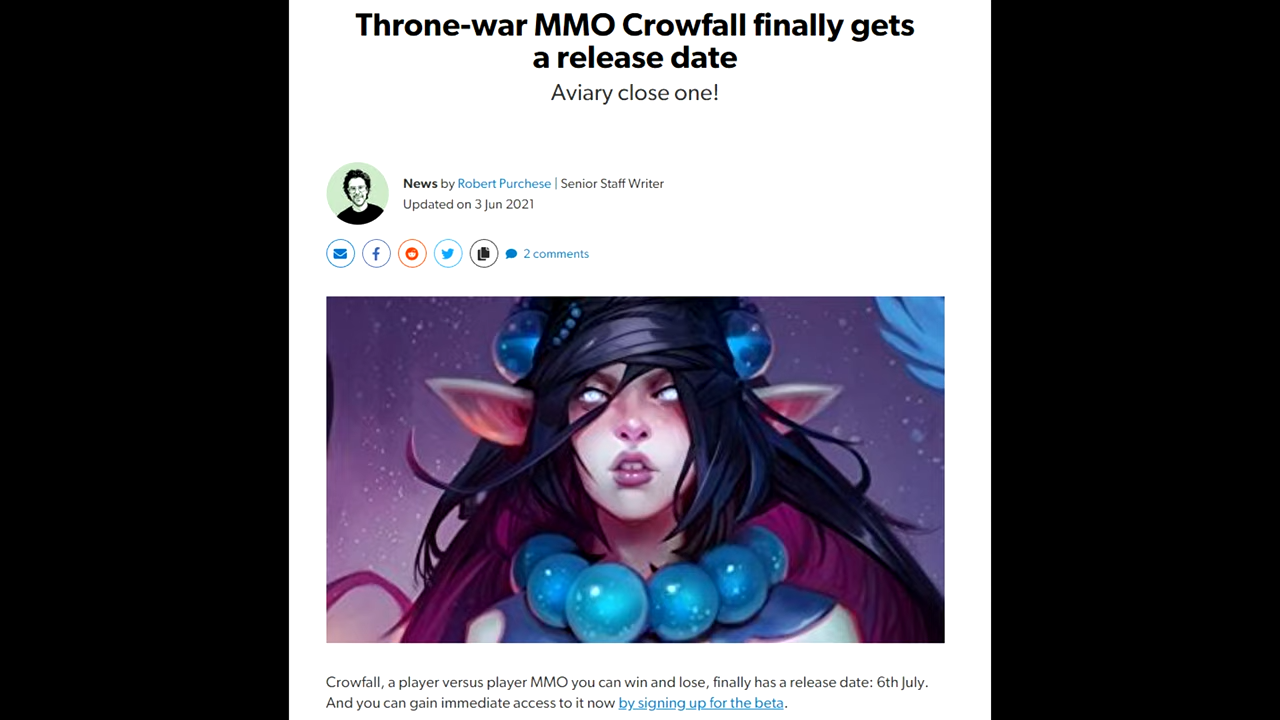 Throne-war MMO Crowfall finally gets
a release date
Aviary close one!
News by Robert Purchese | Senior Staff Writer
Updated on 3 Jun 2021
2 comments
Crowfall, a player versus player MMO you can win and lose, finally has a release date: 6th July.
And you can gain immediate access to it now by signing up for the beta.